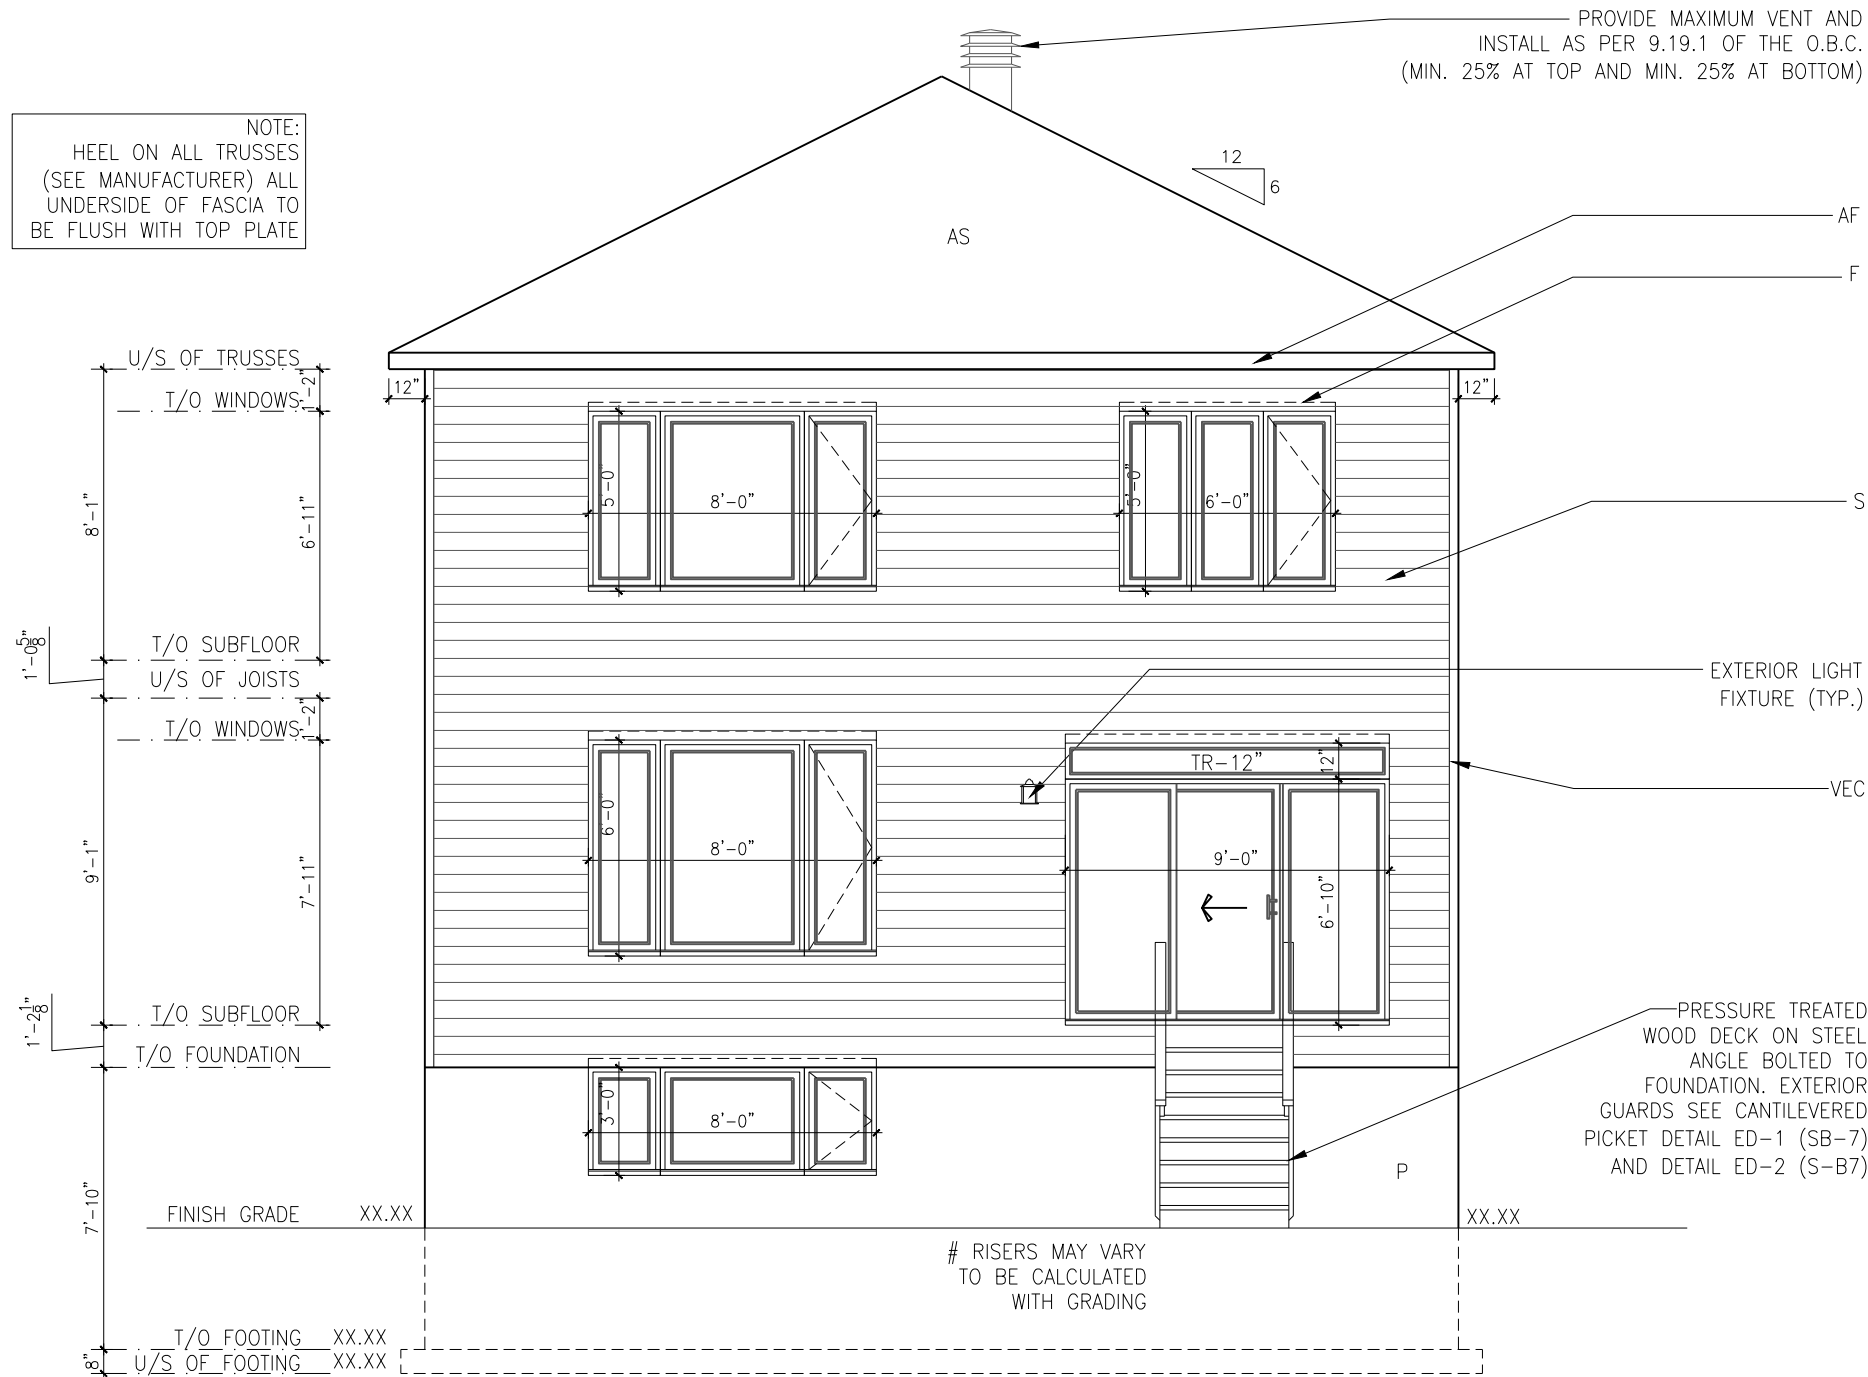 PROVIDE MAXIMUM VENT AND
INSTALL AS PER 9.19.1 OF THE O.B.C.
(MIN. 25% AT TOP AND MIN. 25% AT BOTTOM)
NOTE:
HEEL ON ALL TRUSSES
(SEE MANUFACTURER) ALL
UNDERSIDE OF FASCIA TO
BE FLUSH WITH TOP PLATE
12
6
AS
AF
F
U/S OF TRUSSES
1'-2"
T/O WINDOWS
12"
12"
8'-1"
6'-11"
5'-0"
8'-0"
5'-0"
6'-0"
S
T/O SUBFLOOR
1'-0 5/8"
U/S OF JOISTS
1'-2"
T/O WINDOWS
EXTERIOR LIGHT
FIXTURE (TYP.)
TR-12"
12"
VEC
9'-1"
7'-11"
6'-0"
8'-0"
9'-0"
6'-10"
T/O SUBFLOOR
1'-2 1/8"
T/O FOUNDATION
PRESSURE TREATED
WOOD DECK ON STEEL
ANGLE BOLTED TO
FOUNDATION. EXTERIOR
GUARDS SEE CANTILEVERED
PICKET DETAIL ED-1 (SB-7)
AND DETAIL ED-2 (S-B7)
3'-0"
8'-0"
P
7'-10"
FINISH GRADE XX.XX
XX.XX
# RISERS MAY VARY
TO BE CALCULATED
WITH GRADING
T/O FOOTING XX.XX
8"
U/S OF FOOTING XX.XX